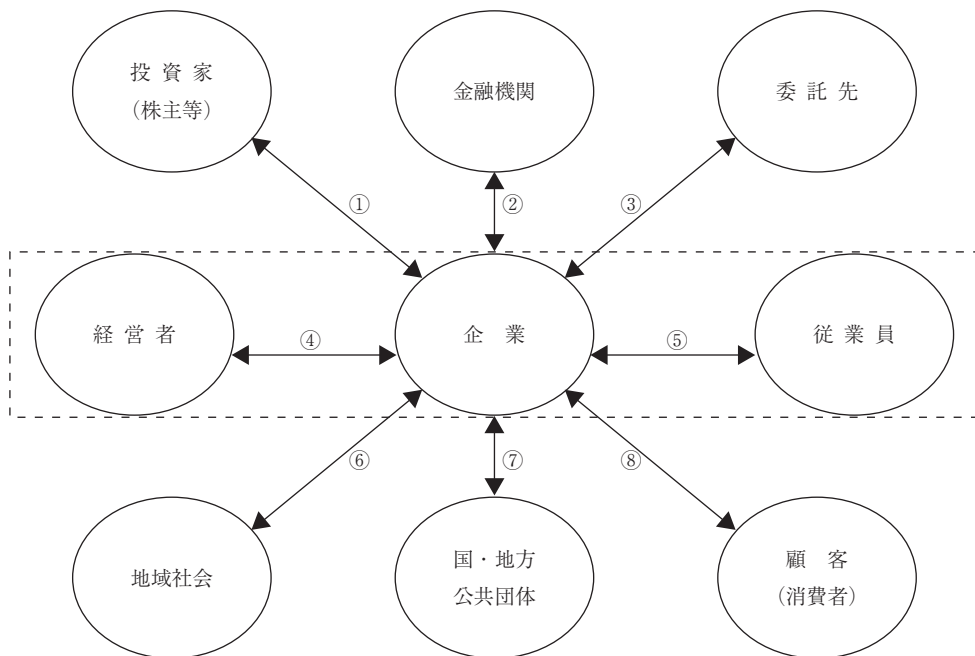 投資家
(株主等)
金融機関
委託先
①
②
③
経営者
④
企業
⑤
従業員
⑥
⑦
⑧
地域社会
国・地方
公共団体
顧客
(消費者)